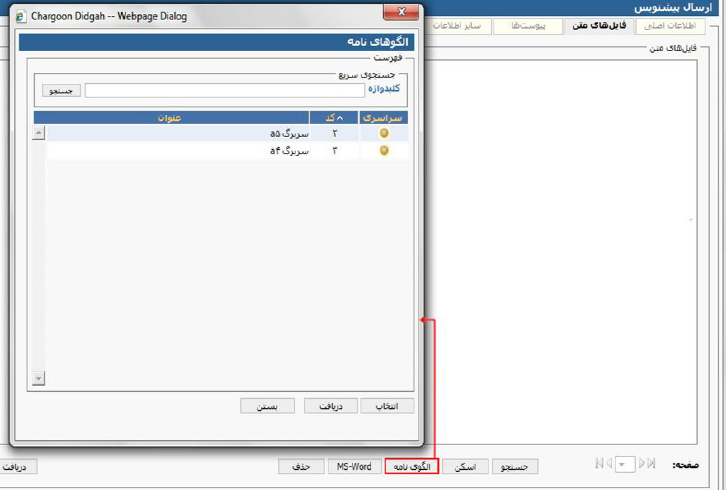 ارسال پیشنویس
اطلاعات اصلی
فایل‌های متن
پیوست‌ها
سایر اطلاعات
فایل‌های متن
Chargoon Didgah -- Webpage Dialog
x
الگوهای نامه
فهرست
جستجوی سریع
کلیدواژه
جستجو
سراسری کد عنوان
۲ سربرگ a۵
۳ سربرگ a۴
انتخاب
دریافت
بستن
صفحه:
جستجو
اسکن
الگوی نامه
MS-Word
حذف
دریافت